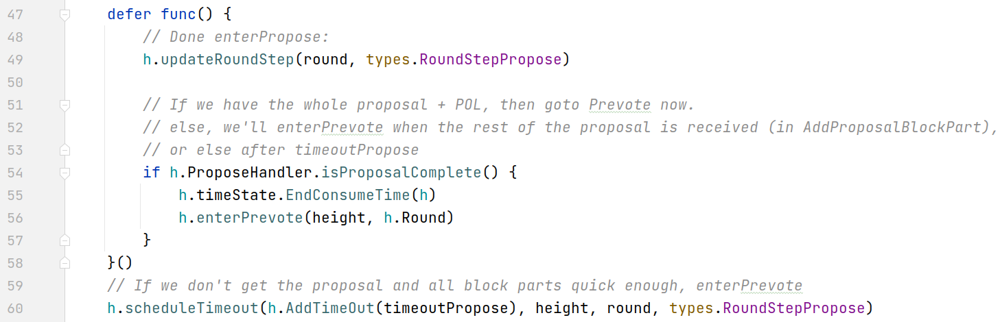 47 defer func() {
48 // Done enterPropose:
49 h.updateRoundStep(round, types.RoundStepPropose)
50
51 // If we have the whole proposal + POL, then goto Prevote now.
52 // else, we'll enterPrevote when the rest of the proposal is received (in AddProposalBlockPart),
53 // or else after timeoutPropose
54 if h.ProposeHandler.isProposalComplete() {
55 h.timeState.EndConsumeTime(h)
56 h.enterPrevote(height, h.Round)
57 }
58 }()
59 // If we don't get the proposal and all block parts quick enough, enterPrevote
60 h.scheduleTimeout(h.AddTimeOut(timeoutPropose), height, round, types.RoundStepPropose)